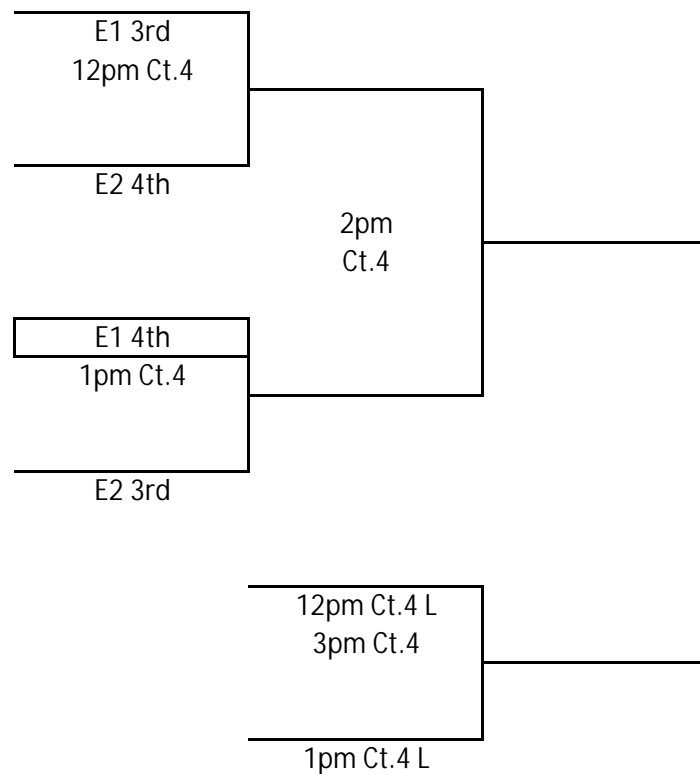 E1 3rd
12pm Ct.4
E2 4th
2pm
Ct.4
E1 4th
1pm Ct.4
E2 3rd
12pm Ct.4 L
3pm Ct.4
1pm Ct.4 L